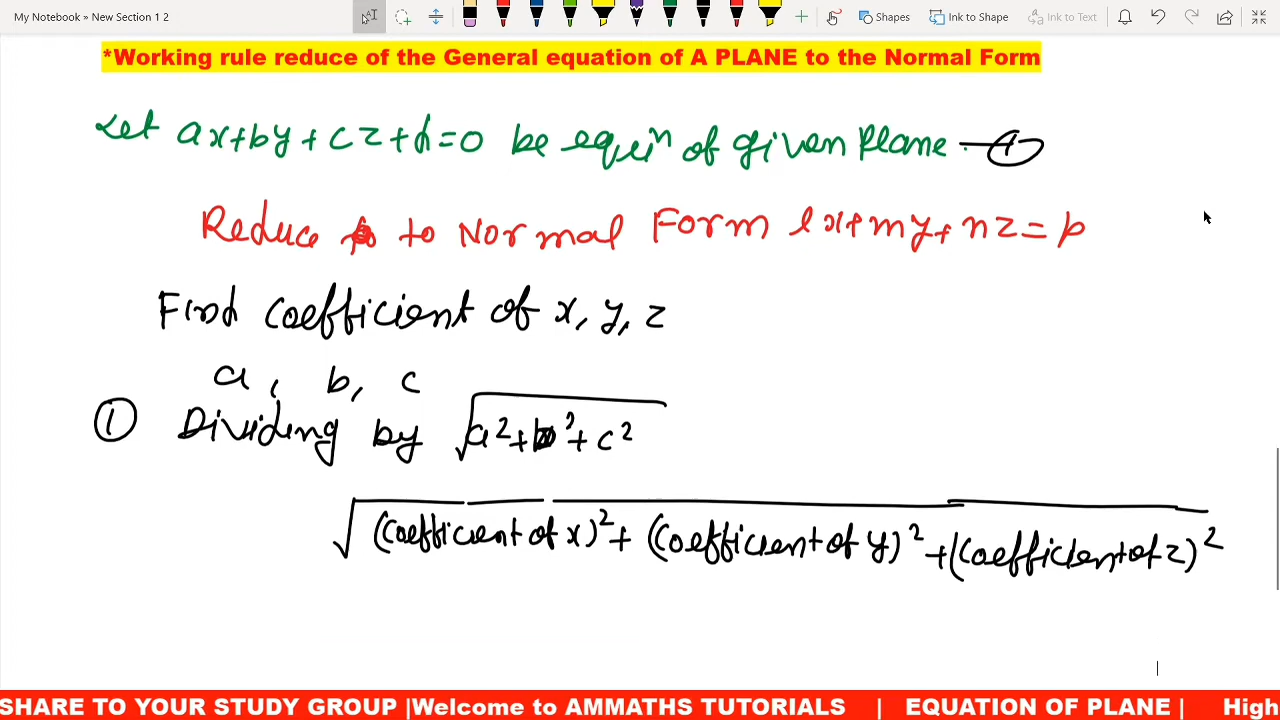 My Notebook » New Section 1 2
Shapes
Ink to Shape
Ink to Text
*Working rule reduce of the General equation of A PLANE to the Normal Form
Let ax+by+cz+d=0 be equin of given Plane. — ①
Reduce to Normal Form lx+my+nz=p
Find coefficient of x, y, z
a, b, c
① Dividing by √a²+b²+c²
√(coefficient of x)²+(coefficient of y)²+(coefficient of z)²
SHARE TO YOUR STUDY GROUP |Welcome to AMMATHS TUTORIALS | EQUATION OF PLANE | High